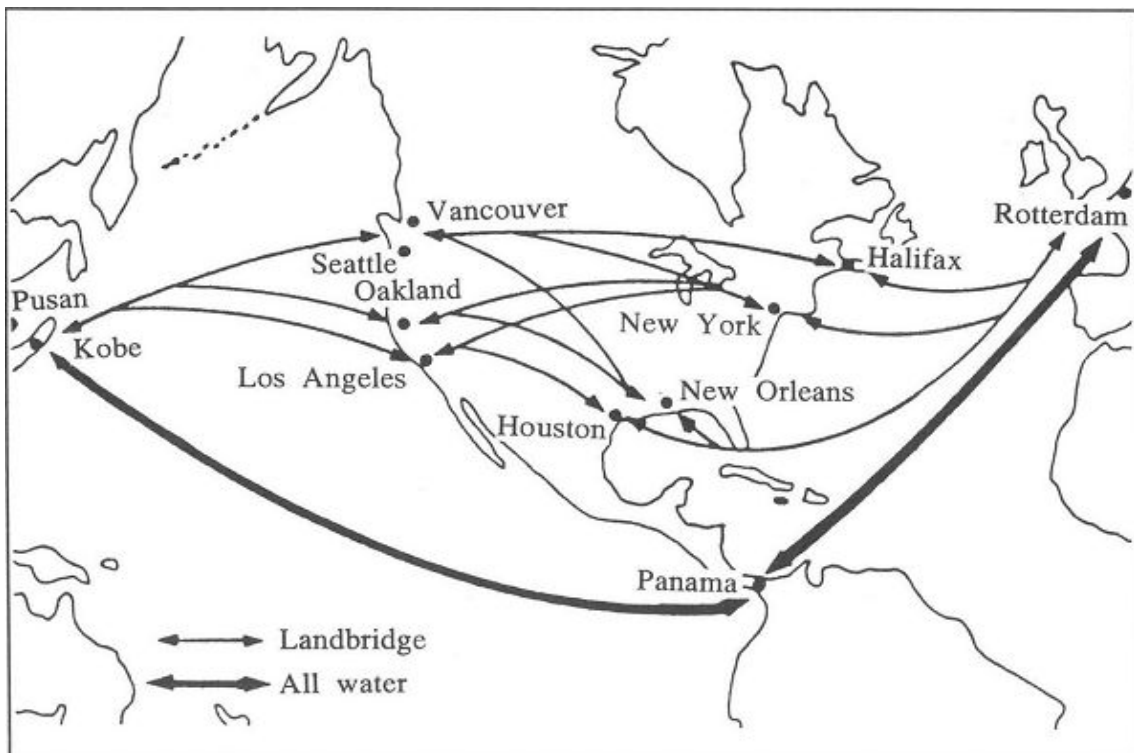 Vancouver
Rotterdam
Seattle
Halifax
Oakland
Pusan
New York
Kobe
Los Angeles
New Orleans
Houston
Panama
Landbridge
All water